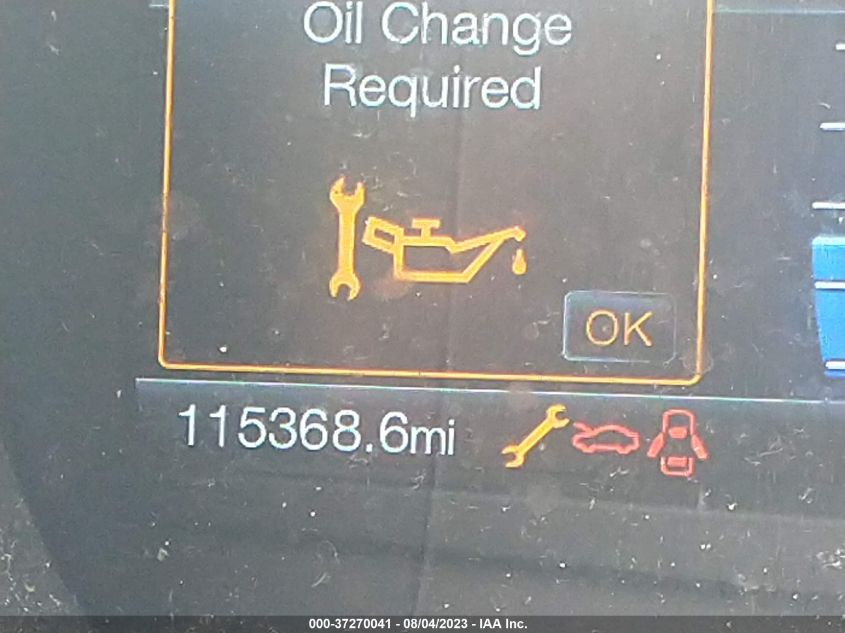 Oil Change
Required
OK
115368.6mi
000-37270041 - 08/04/2023 - IAA Inc.